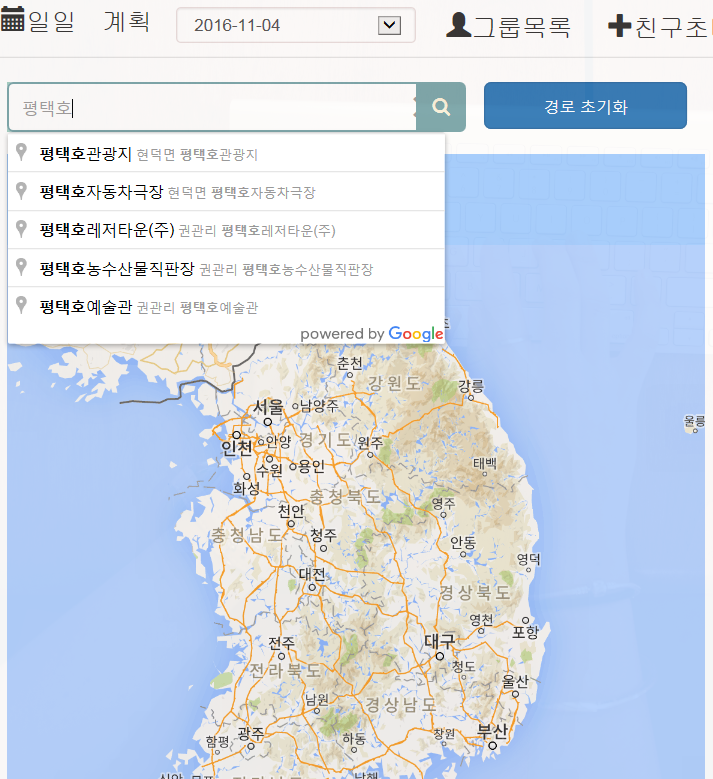 일일 계획 2016-11-04 그룹목록 친구초
평택호 경로 초기화
평택호관광지 현덕면 평택호관광지
평택호자동차극장 현덕면 평택호자동차극장
평택호레저타운(주) 권관리 평택호레저타운(주)
평택호농수산물직판장 권관리 평택호농수산물직판장
평택호예술관 권관리 평택호예술관
powered by Google
춘천
강원도
강릉
서울
남양주
울릉
인천
안양
경기도
원주
수원
용인
태백
화성
충청북도
천안
영주
충청남도
청주
안동
영덕
대전
경상북도
영천
포항
전주
대구
전라북도
청도
울산
남원
경상남도
함평
광주
하동
창원
부산
남해